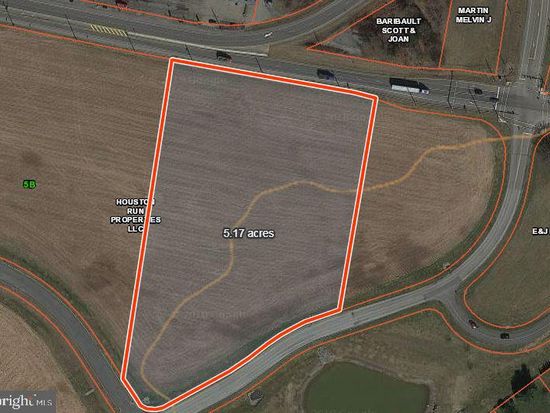 BARIBAULT
SCOTT &
JOAN
MARTIN
MELVIN J
5B
HOUSTON
RUN
PROPERTIES
LLC
5.17 acres
E&J
bright MLS